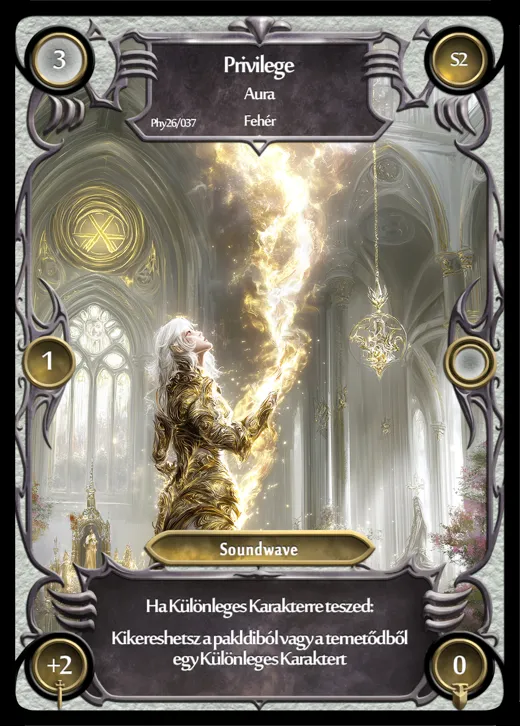 3
S2
Privilege
Aura
Phy26/037
Fehér
1
Soundwave
Ha Különleges Karakterre teszed:
Kikereshetsz a pakldiból vagy a temetődből
egy Különleges Karaktert
+2
0